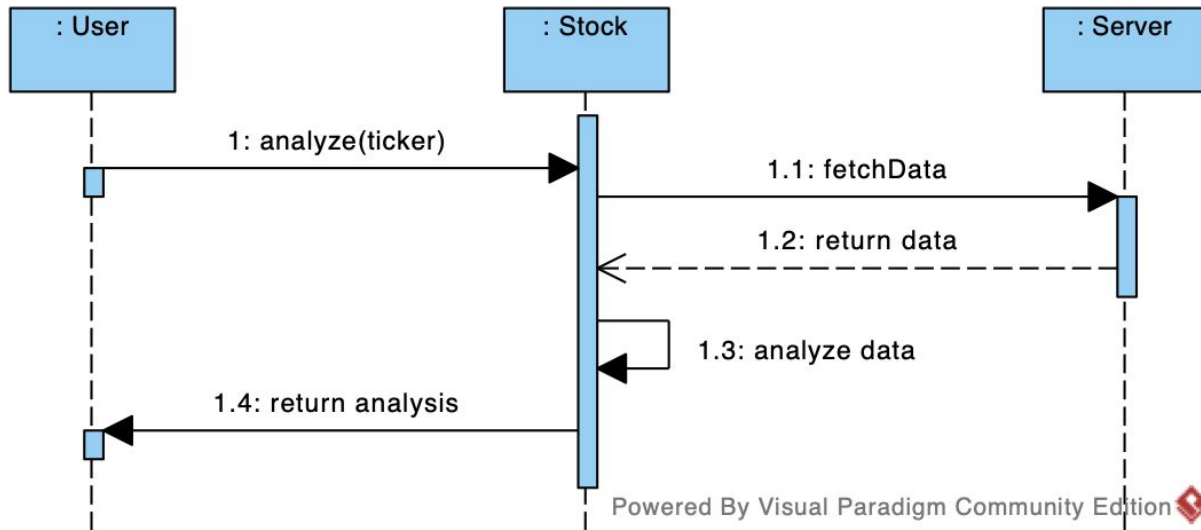 : User
: Stock
: Server
1: analyze(ticker)
1.1: fetchData
1.2: return data
1.3: analyze data
1.4: return analysis
Powered By Visual Paradigm Community Edition